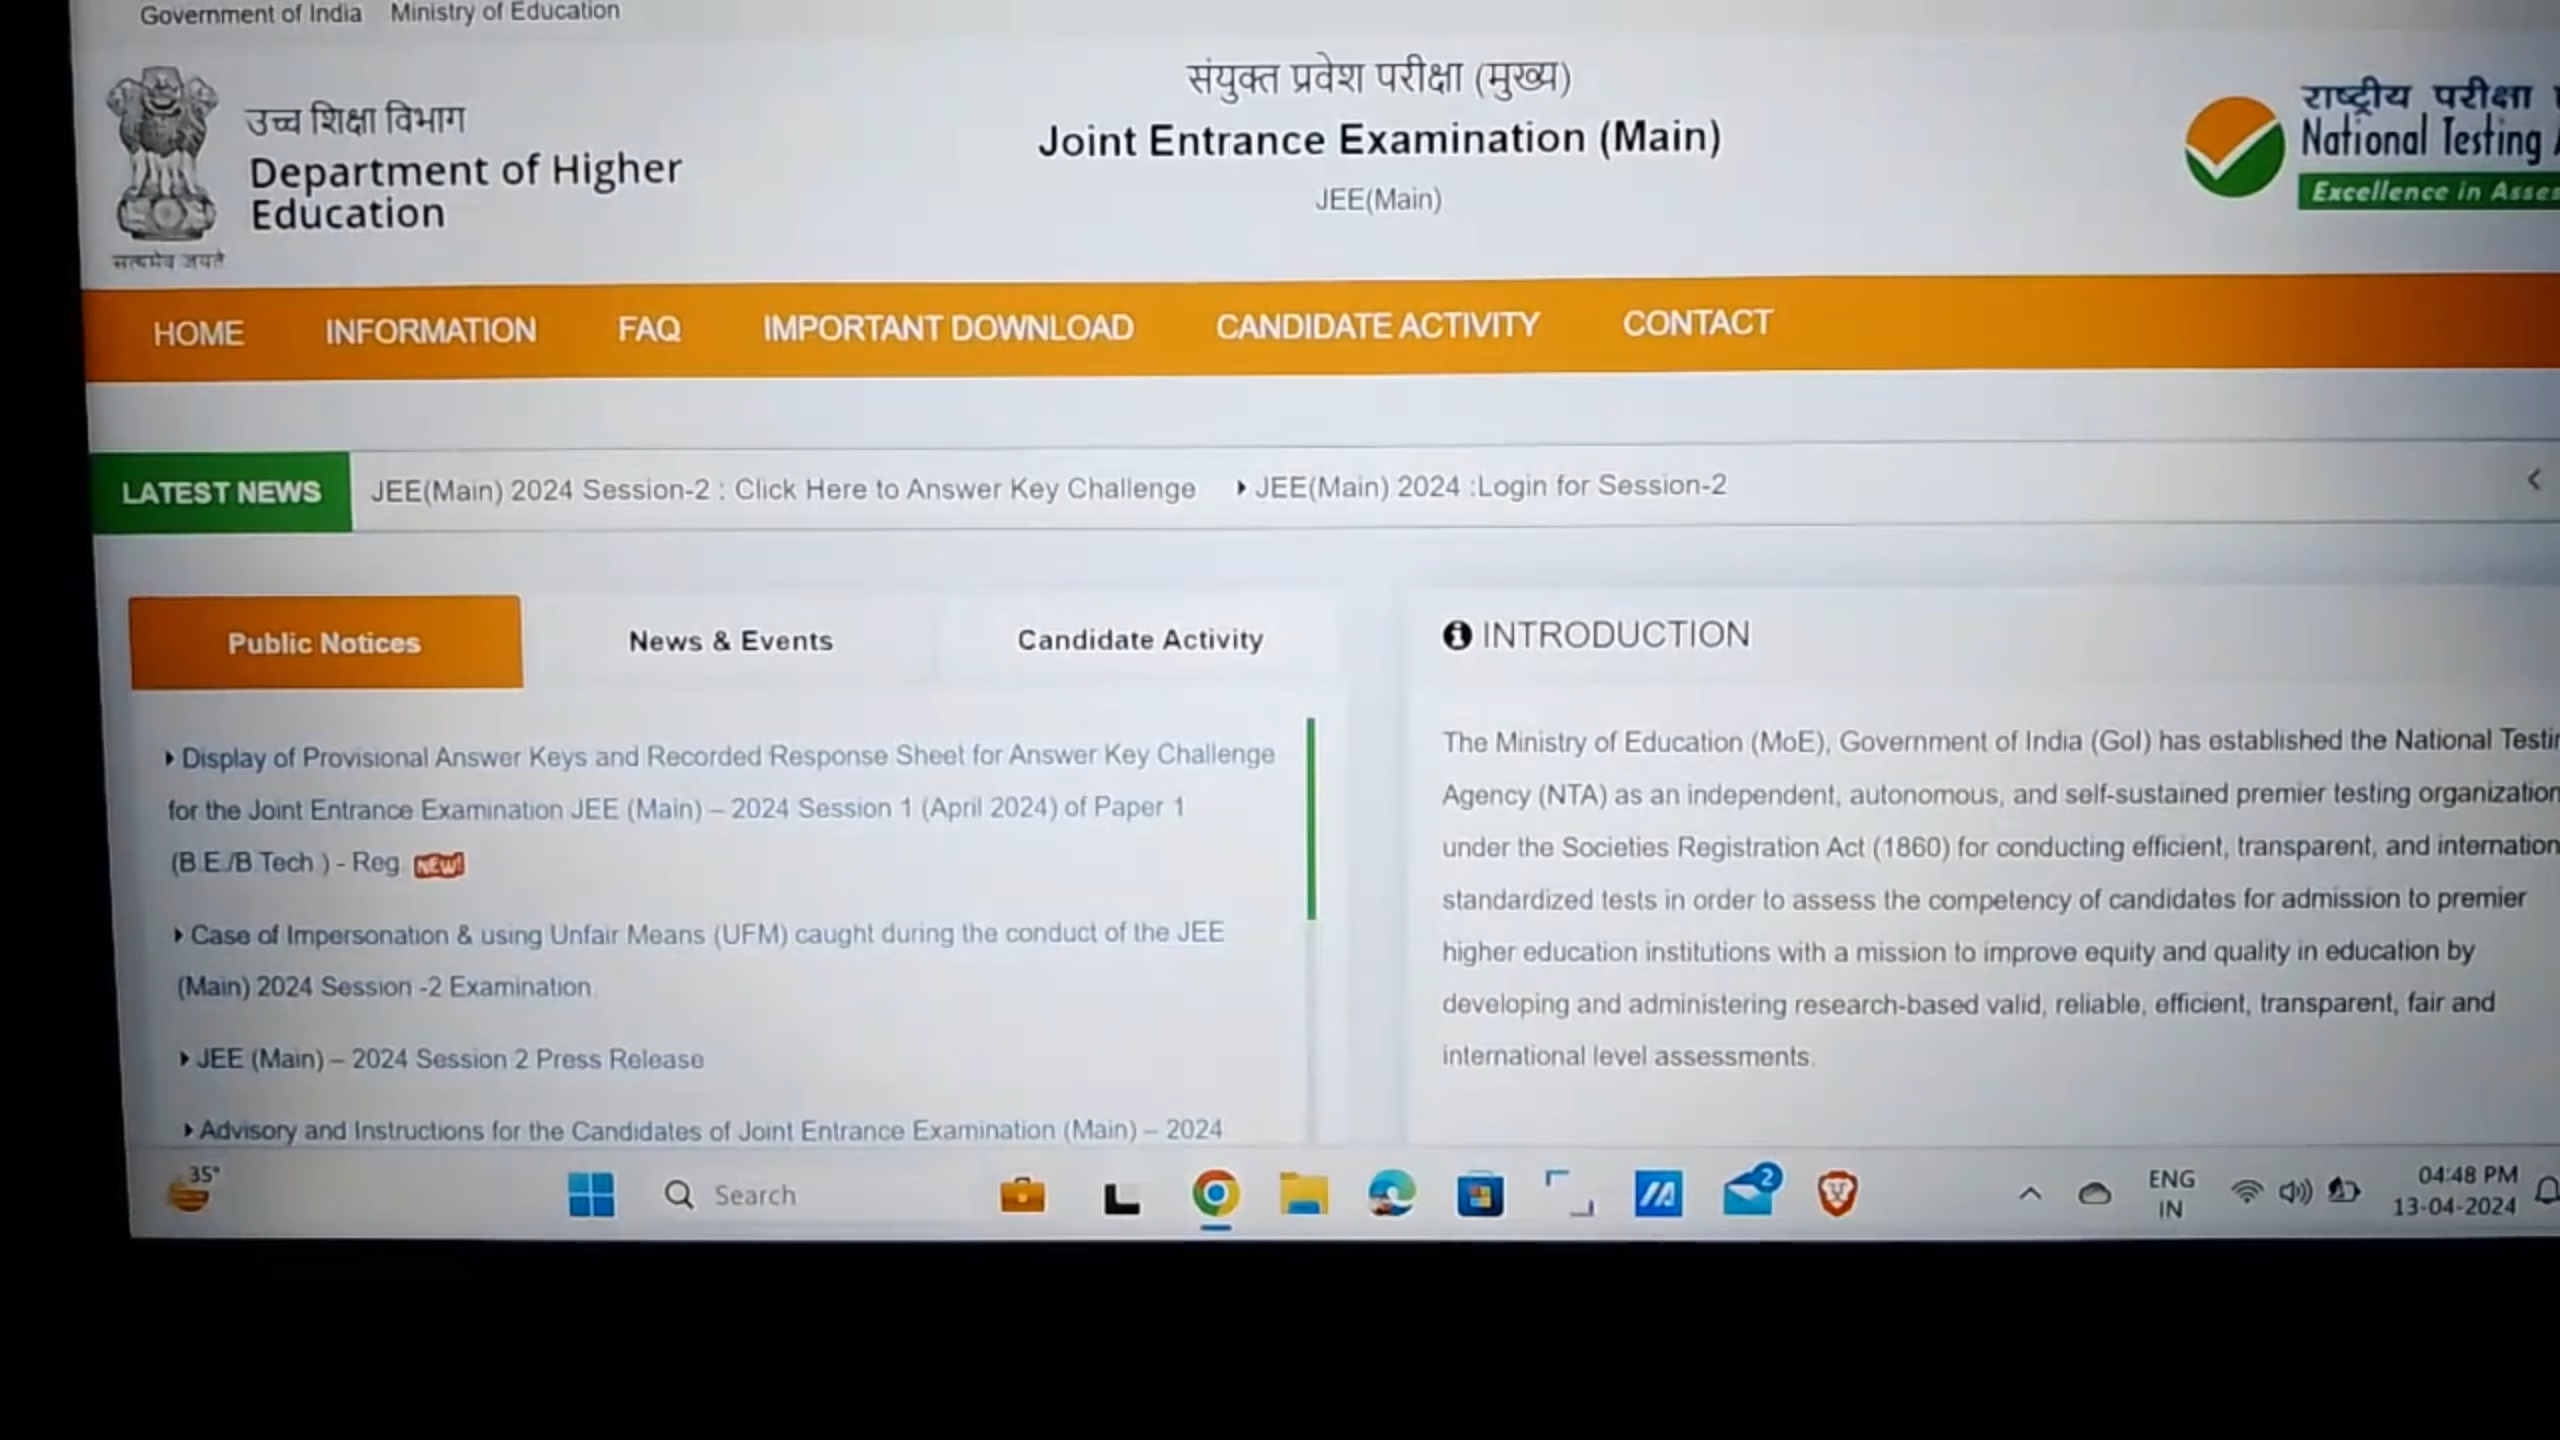 Government of India Ministry of Education
उच्च शिक्षा विभाग
Department of Higher
Education
सत्यमेव जयते
संयुक्त प्रवेश परीक्षा (मुख्य)
Joint Entrance Examination (Main)
JEE(Main)
राष्ट्रीय परीक्षा
National Testing
Excellence in
HOME INFORMATION FAQ IMPORTANT DOWNLOAD CANDIDATE ACTIVITY CONTACT
LATEST NEWS JEE(Main) 2024 Session-2 : Click Here to Answer Key Challenge JEE(Main) 2024 :Login for Session-2
Public Notices News & Events Candidate Activity
Display of Provisional Answer Keys and Recorded Response Sheet for Answer Key Challenge
for the Joint Entrance Examination JEE (Main) – 2024 Session 1 (April 2024) of Paper 1
(B.E./B.Tech.) - Reg. NEW!
Case of Impersonation & using Unfair Means (UFM) caught during the conduct of the JEE
(Main) 2024 Session -2 Examination
JEE (Main) – 2024 Session 2 Press Release
Advisory and Instructions for the Candidates of Joint Entrance Examination (Main) – 2024
INTRODUCTION
The Ministry of Education (MoE), Government of India (GoI) has established the National
Agency (NTA) as an independent, autonomous, and self-sustained premier testing organization
under the Societies Registration Act (1860) for conducting efficient, transparent, and
standardized tests in order to assess the competency of candidates for admission to premier
higher education institutions with a mission to improve equity and quality in education by
developing and administering research-based valid, reliable, efficient, transparent, fair and
international level assessments.
35°
Search
2
ENG
IN
04:48 PM
13-04-2024